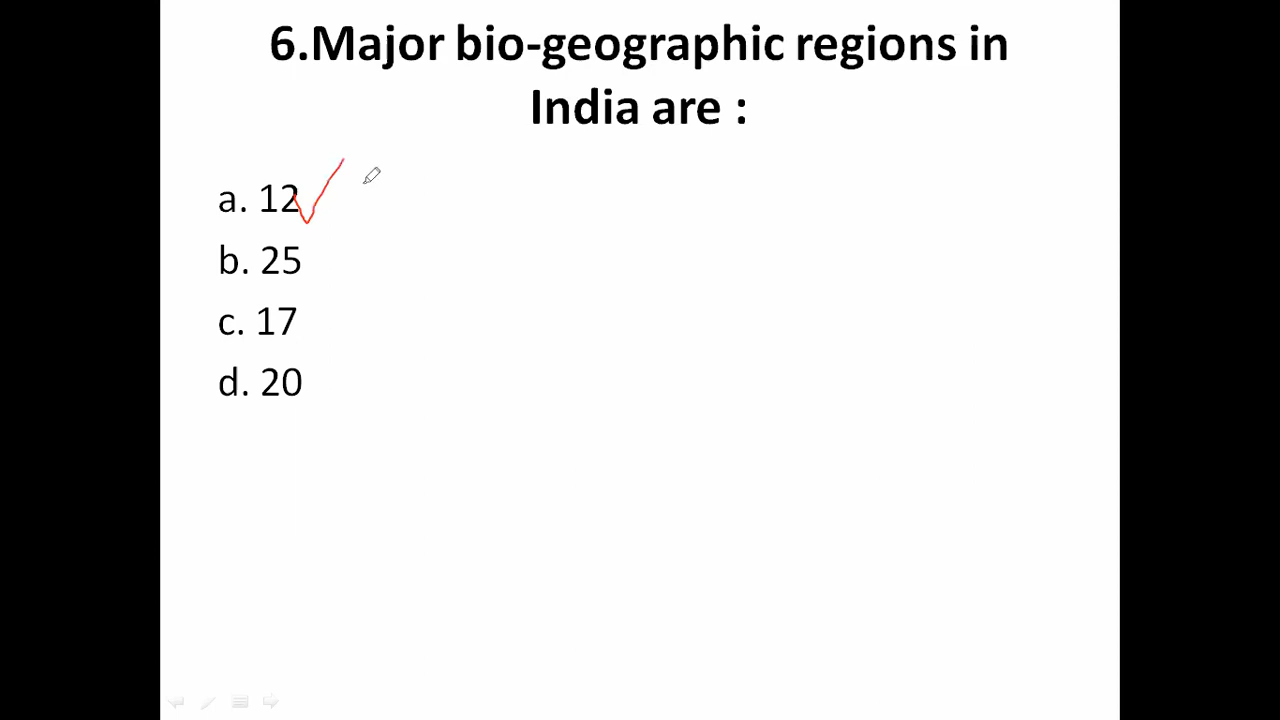 6.Major bio-geographic regions in
India are :
a. 12
b. 25
c. 17
d. 20